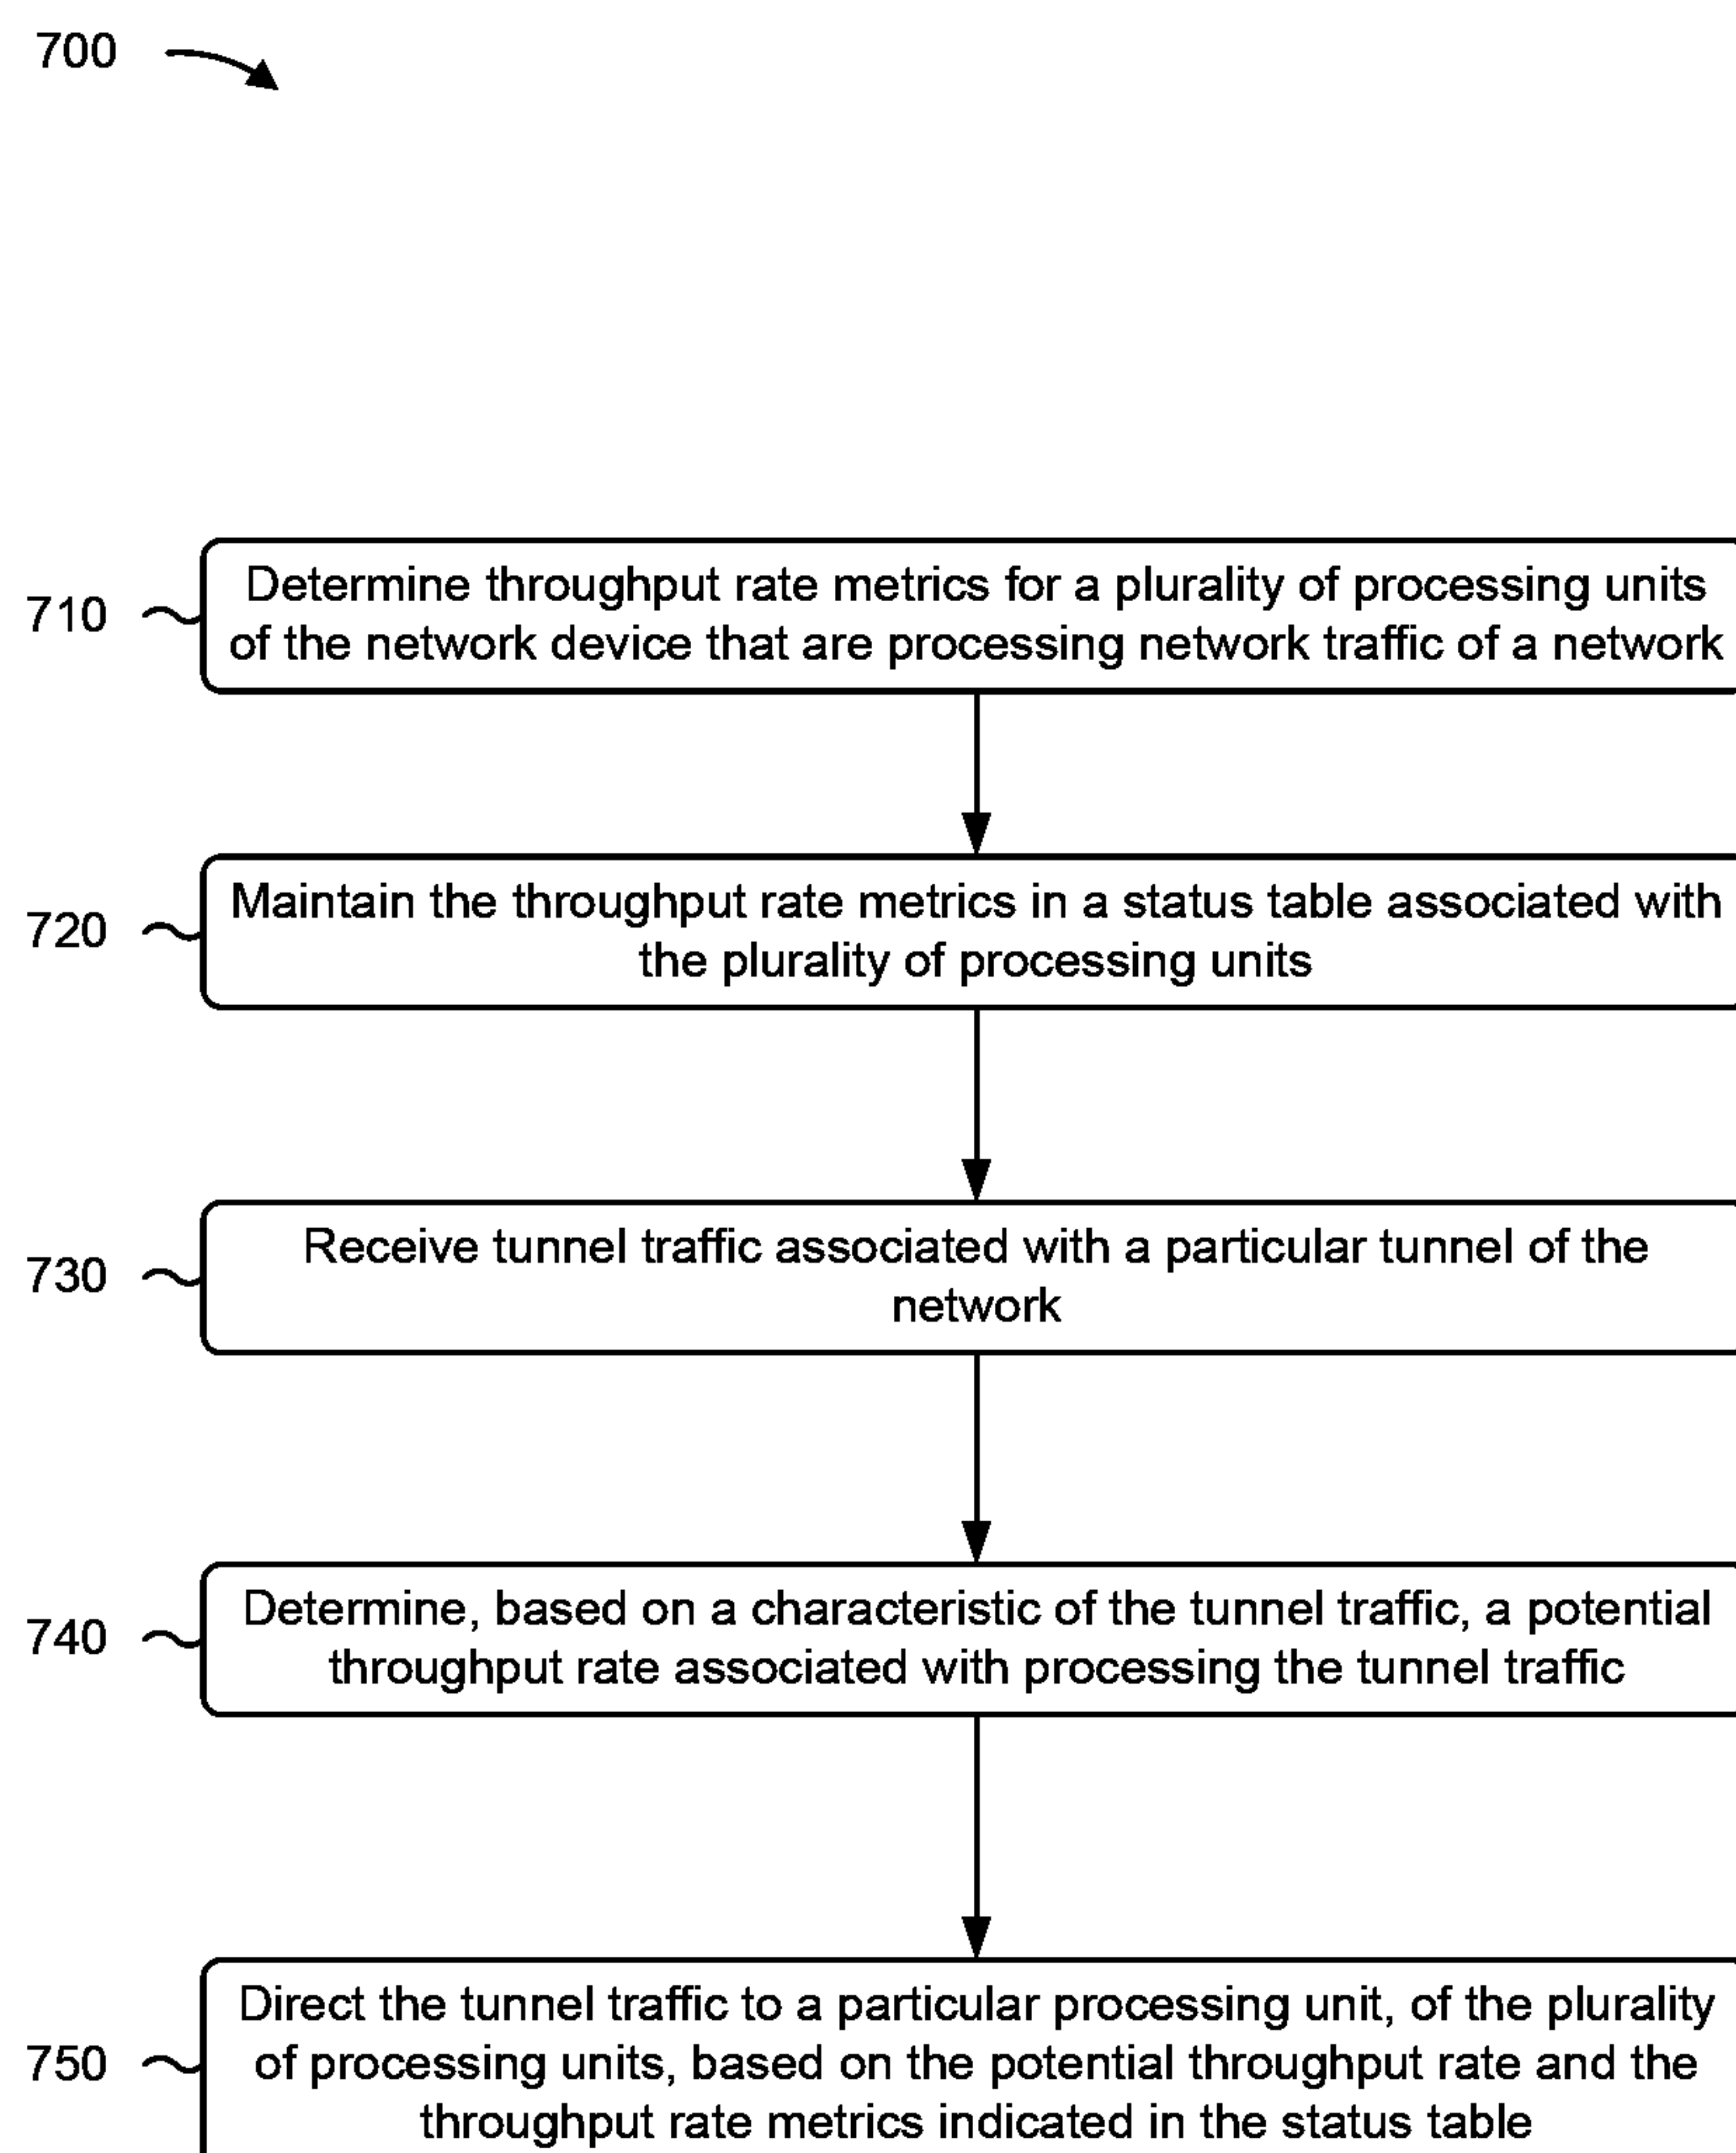 700
710
Determine throughput rate metrics for a plurality of processing units
of the network device that are processing network traffic of a network
720
Maintain the throughput rate metrics in a status table associated with
the plurality of processing units
730
Receive tunnel traffic associated with a particular tunnel of the
network
740
Determine, based on a characteristic of the tunnel traffic, a potential
throughput rate associated with processing the tunnel traffic
750
Direct the tunnel traffic to a particular processing unit, of the plurality
of processing units, based on the potential throughput rate and the
throughput rate metrics indicated in the status table